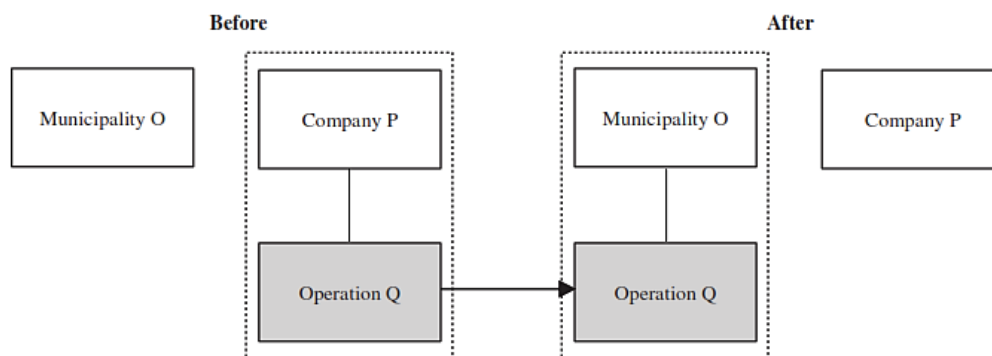 Before
After
Municipality O
Company P
Municipality O
Company P
Operation Q
Operation Q